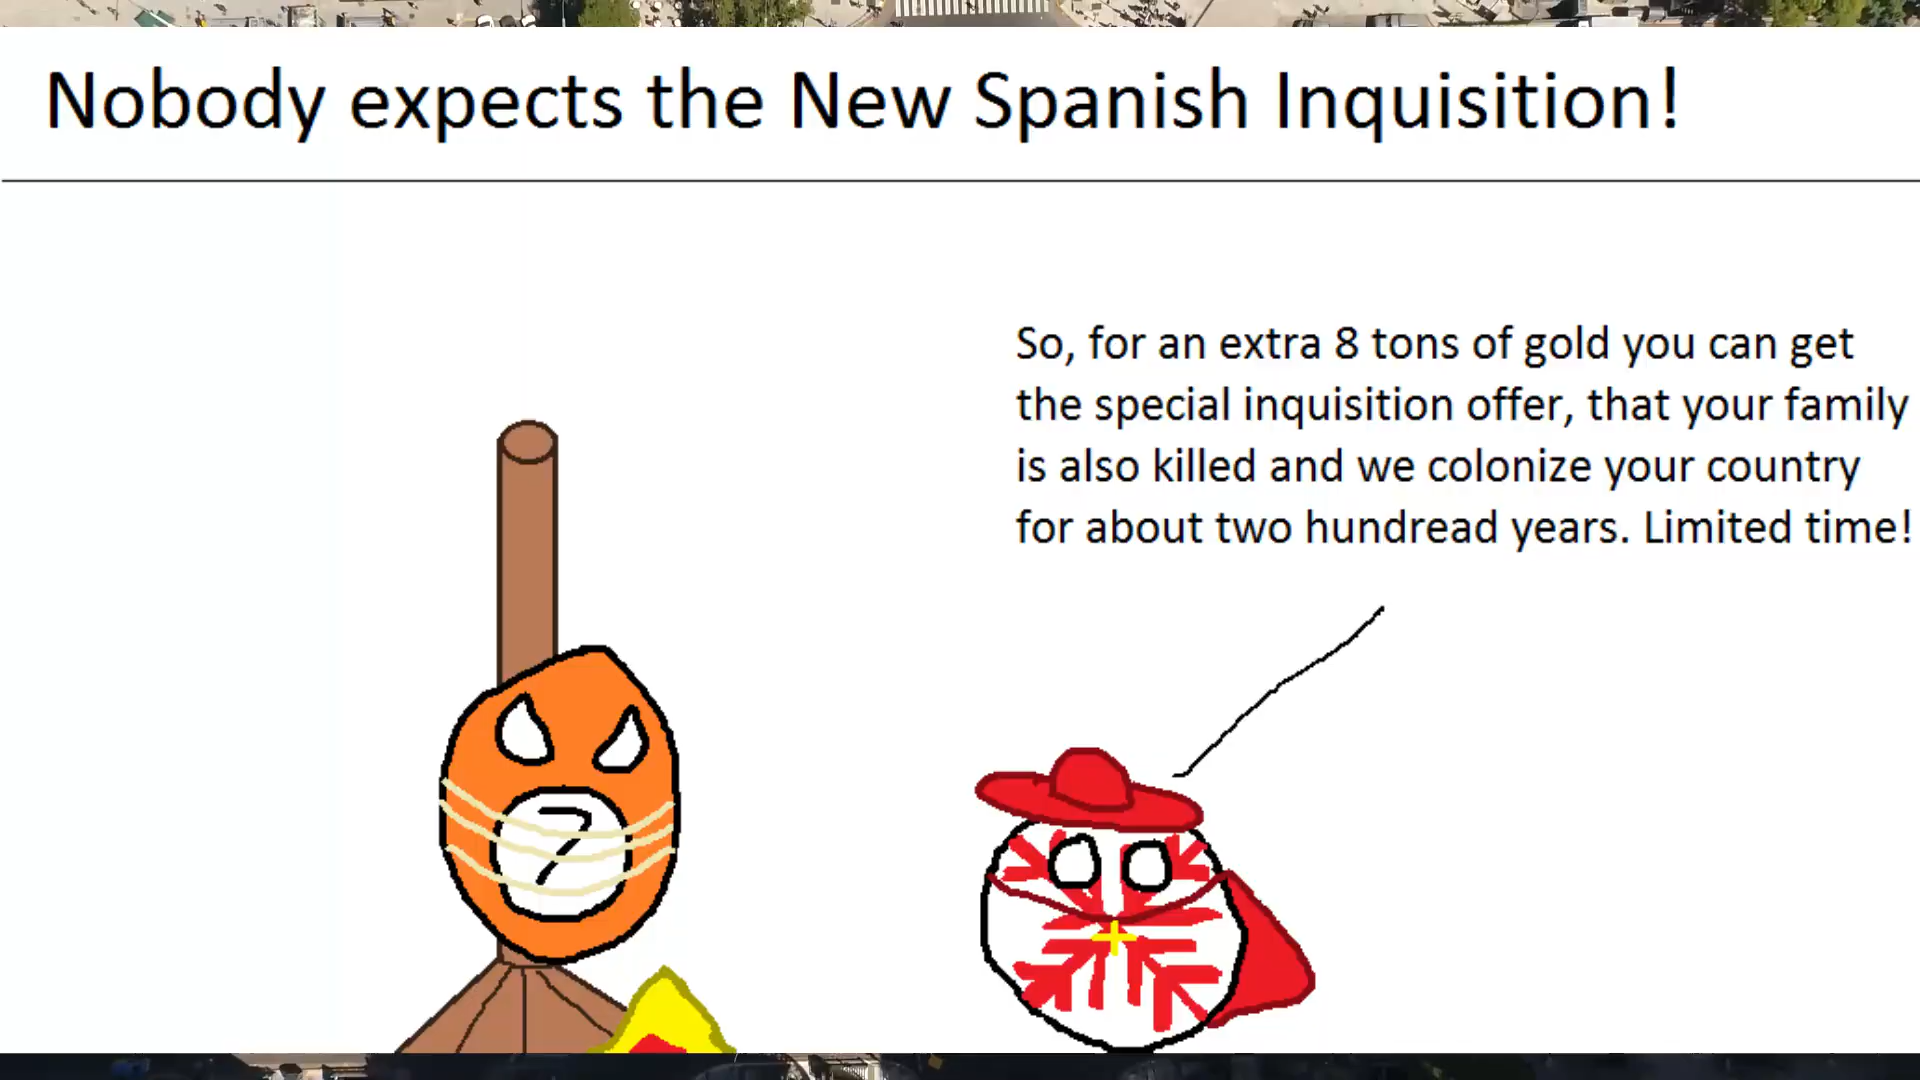 Nobody expects the New Spanish Inquisition!
So, for an extra 8 tons of gold you can get
the special inquisition offer, that your family
is also killed and we colonize your country
for about two hundread years. Limited time!
7